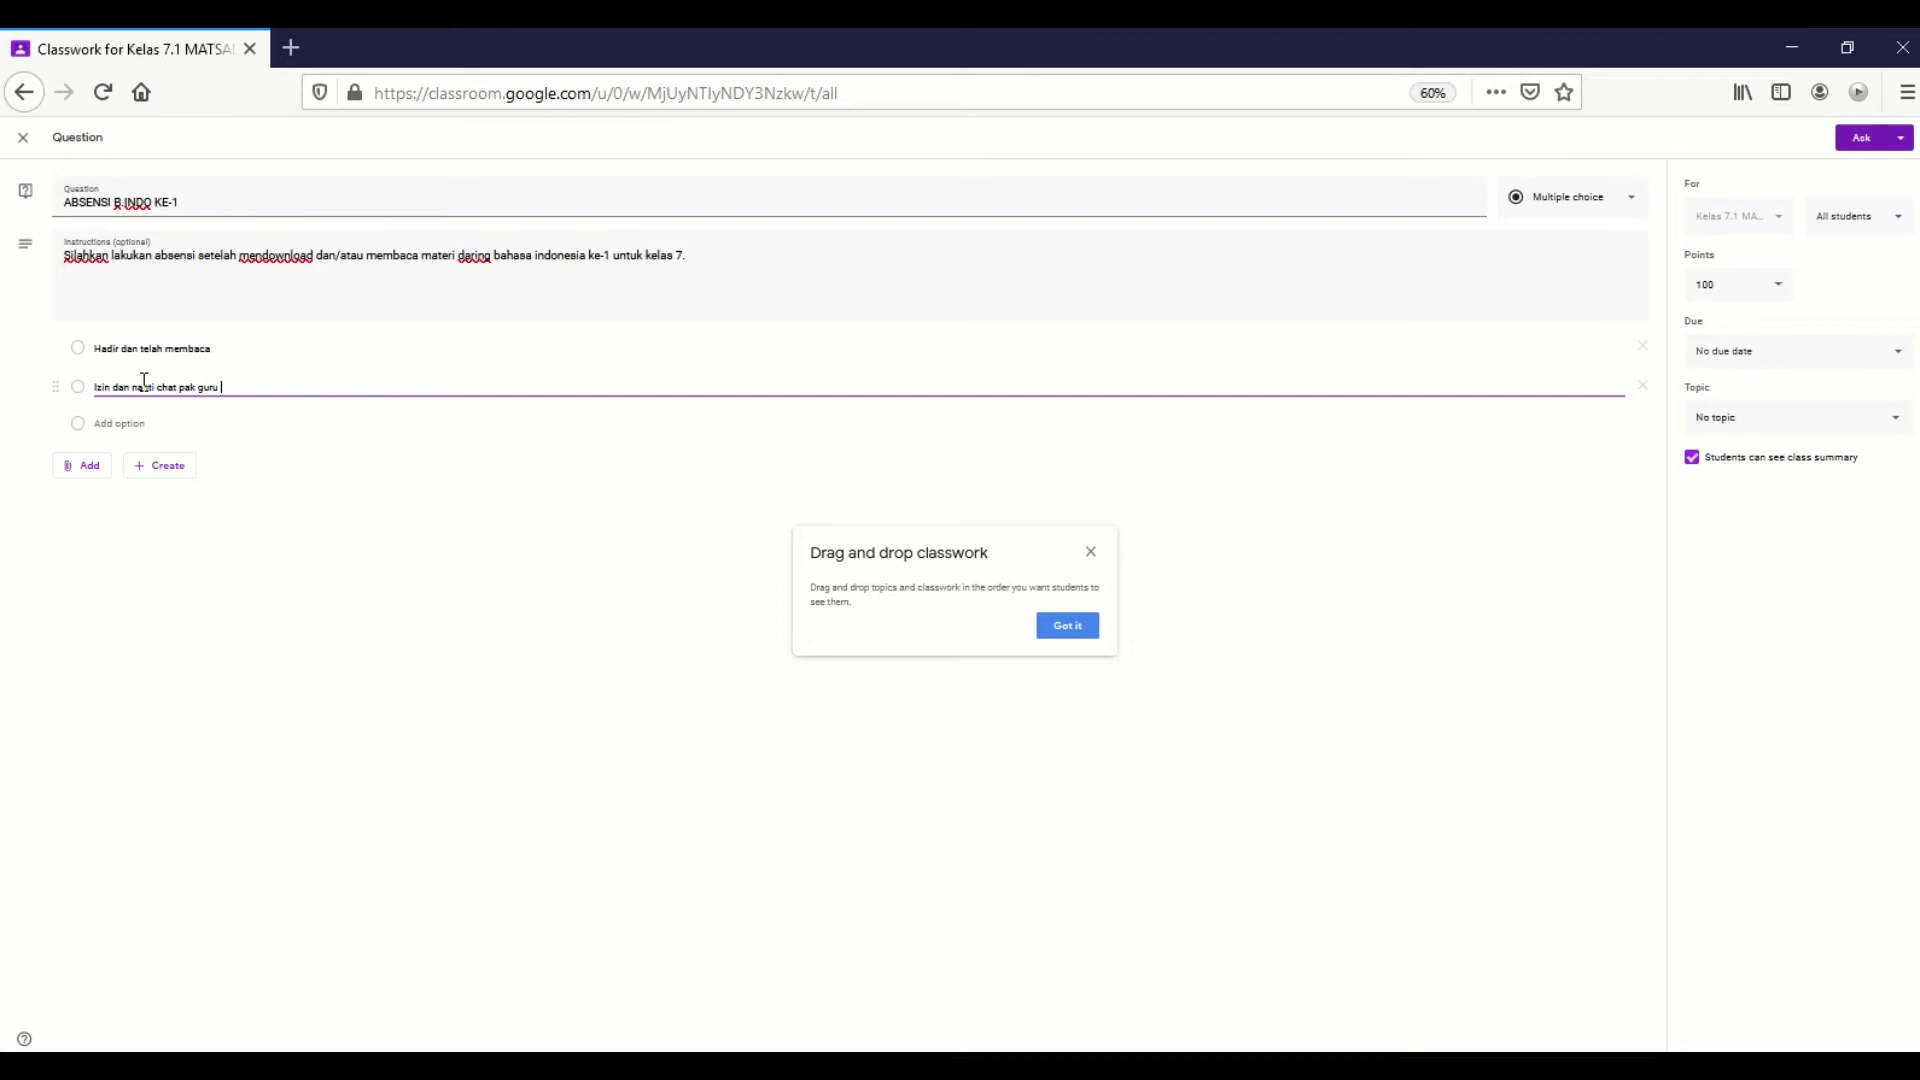 Classwork for Kelas 7.1 MATSA
https://classroom.google.com/u/0/w/MjUyNTIyNDY3Nzkw/t/all
60%
Question
Ask
Question
ABSENSI B.INDO KE-1
Multiple choice
For
Kelas 7.1 MA...
All students
Instructions (optional)
Silahkan lakukan absensi setelah mendownload dan/atau membaca materi daring bahasa indonesia ke-1 untuk kelas 7.
Points
100
Due
No due date
Hadir dan telah membaca
Izin dan nanti chat pak guru
Add option
Topic
No topic
Students can see class summary
Add
Create
Drag and drop classwork
Drag and drop topics and classwork in the order you want students to
see them.
Got it